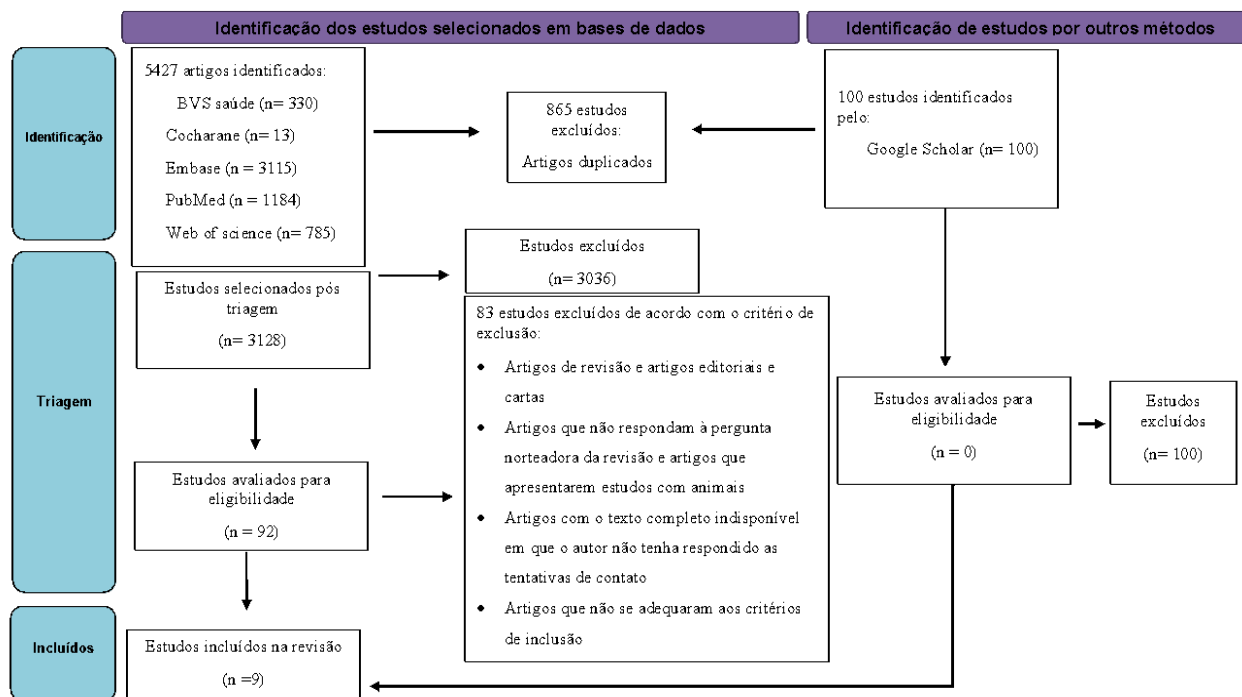 Identificação dos estudos selecionados em bases de dados
Identificação de estudos por outros métodos
Identificação
5427 artigos identificados:
BVS saúde (n= 330)
Cocharane (n= 13)
Embase (n = 3115)
PubMed (n = 1184)
Web of science (n= 785)
865 estudos
excluídos:
Artigos duplicados
100 estudos identificados
pelo:
Google Scholar (n= 100)
Triagem
Estudos selecionados pós
triagem
(n= 3128)
Estudos excluídos
(n= 3036)
83 estudos excluídos de acordo com o critério de
exclusão:
• Artigos de revisão e artigos editoriais e
cartas
• Artigos que não respondam à pergunta
norteadora da revisão e artigos que
apresentarem estudos com animais
• Artigos com o texto completo indisponível
em que o autor não tenha respondido as
tentativas de contato
• Artigos que não se adequaram aos critérios
de inclusão
Estudos avaliados para
eligibilidade
(n = 92)
Estudos avaliados para
eligibilidade
(n = 0)
Estudos
excluídos
(n= 100)
Incluídos
Estudos incluídos na revisão
(n =9)